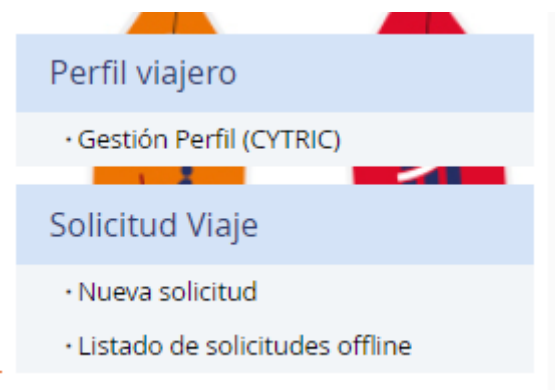 Perfil viajero
· Gestión Perfil (CYTRIC)
Solicitud Viaje
· Nueva solicitud
· Listado de solicitudes offline